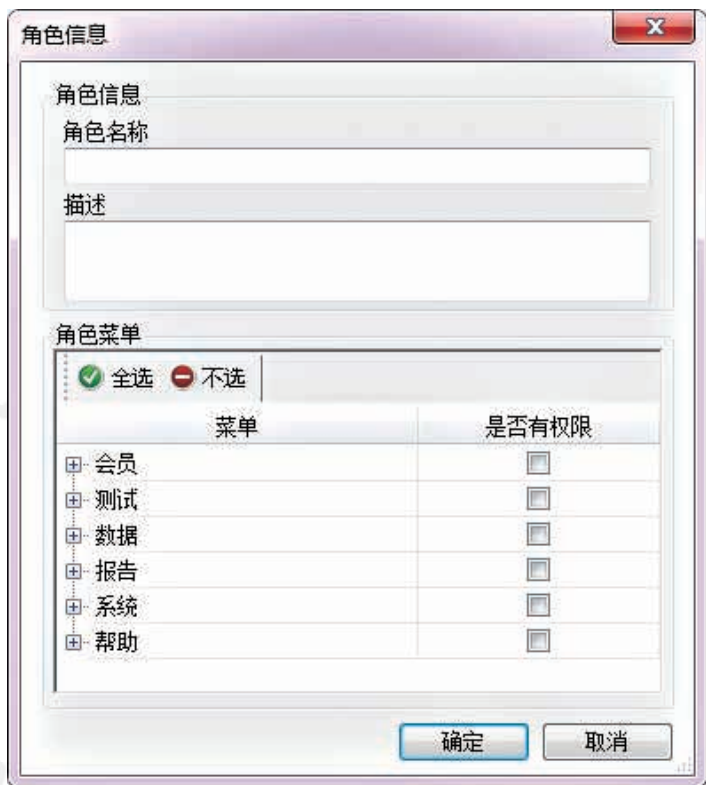 角色信息
角色信息
角色名称
描述
角色菜单
全选 不选
菜单 是否有权限
会员
测试
数据
报告
系统
帮助
确定 取消